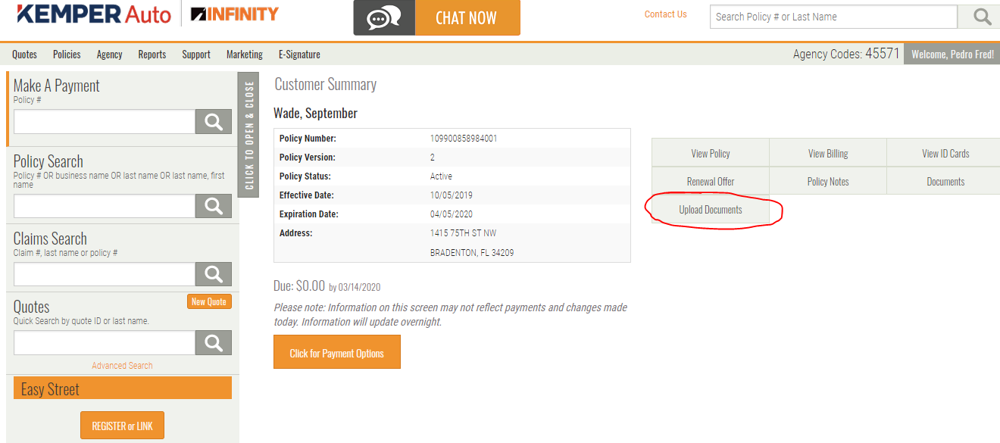 KEMPER Auto INFINITY
CHAT NOW
Contact Us
Search Policy # or Last Name
Quotes Policies Agency Reports Support Marketing E-Signature
Agency Codes: 45571
Welcome, Pedro Fred!
Make A Payment
Policy #
Policy Search
Policy # OR business name OR last name OR last name, first
name
Claims Search
Claim #, last name or policy #
Quotes
New Quote
Quick Search by quote ID or last name.
Advanced Search
Easy Street
REGISTER or LINK
CLICK TO OPEN & CLOSE
Customer Summary
Wade, September
Policy Number: 109900858984001
Policy Version: 2
Policy Status: Active
Effective Date: 10/05/2019
Expiration Date: 04/05/2020
Address: 1415 75TH ST NW
BRADENTON, FL 34209
Due: $0.00 by 03/14/2020
Please note: Information on this screen may not reflect payments and changes made
today. Information will update overnight.
Click for Payment Options
View Policy View Billing View ID Cards
Renewal Offer Policy Notes Documents
Upload Documents